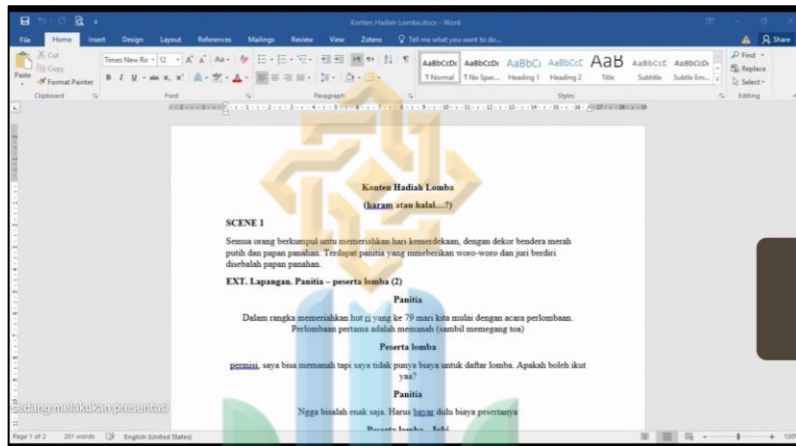 Konten Hadiah Lomba.docx - Word
File Home Insert Design Layout References Mailings Review View Zotero Tell me what you want to do... Share
Cut
Copy
Paste Format Painter
Times New Ro 12
AaBbCcDc AaBbCcDc AaBbCc AaBbCcC AaB AaBbCcC AaBbCcDc
¶ Normal ¶ No Spac... Heading 1 Heading 2 Title Subtitle Subtle Em...
Find
Replace
Select
Clipboard Font Paragraph Styles Editing
Konten Hadiah Lomba
(haram atau halal...?)
SCENE 1
Semua orang berkumpul untu memeriahkan hari kemerdekaan, dengan dekor bendera merah
putih dan papan panahan. Terdapat panitia yang mmeberikan woro-woro dan juri berdiri
disebalah papan panahan.
EXT. Lapangan. Panitia – peserta lomba (2)
Panitia
Dalam rangka memeriahkan hut ri yang ke 79 mari kita mulai dengan acara perlombaan.
Perlombaan pertama adalah memanah (sambil memegang toa)
Peserta lomba
permisi, saya bisa memanah tapi saya tidak punya biaya untuk daftar lomba. Apakah boleh ikut
yaa?
Panitia
Ngga bisalah enak saja. Harus bayar dulu biaya pesertanya
sedang melakukan presentasi
Page 1 of 2 281 words English (United States) 100%